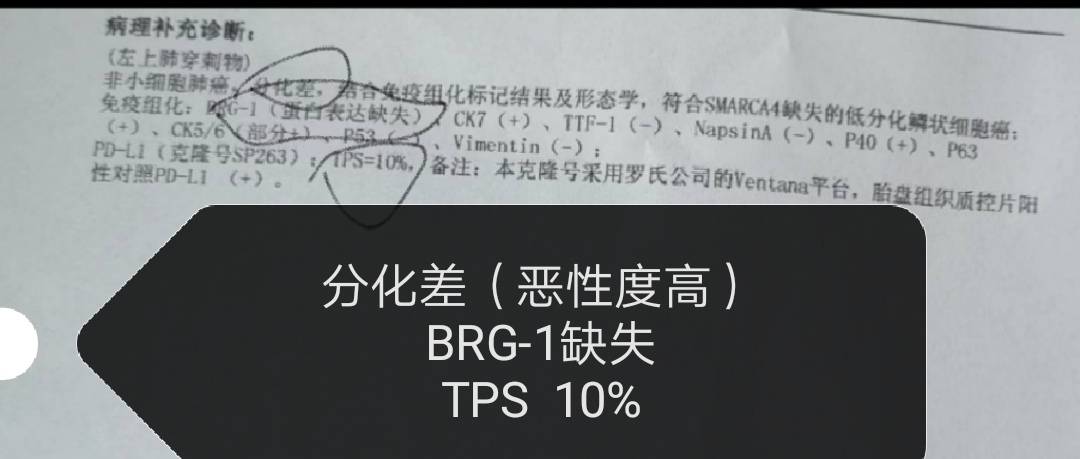 病理补充诊断:
(左上肺穿刺物)
非小细胞肺癌,分化差,结合免疫组化标记结果及形态学,符合SMARCA4缺失的低分化鳞状细胞癌;
免疫组化:BRG-1(蛋白表达缺失)、CK7(+)、TTF-1(-)、NapsinA(-)、P40(+)、P63
(+)、CK5/6(部分+)、P53、Vimentin(-);
PD-L1(克隆号SP263):TPS=10%,备注:本克隆号采用罗氏公司的Ventana平台,胎盘组织质控片阳
性对照PD-L1 (+)。
分化差(恶性度高)
BRG-1缺失
TPS 10%